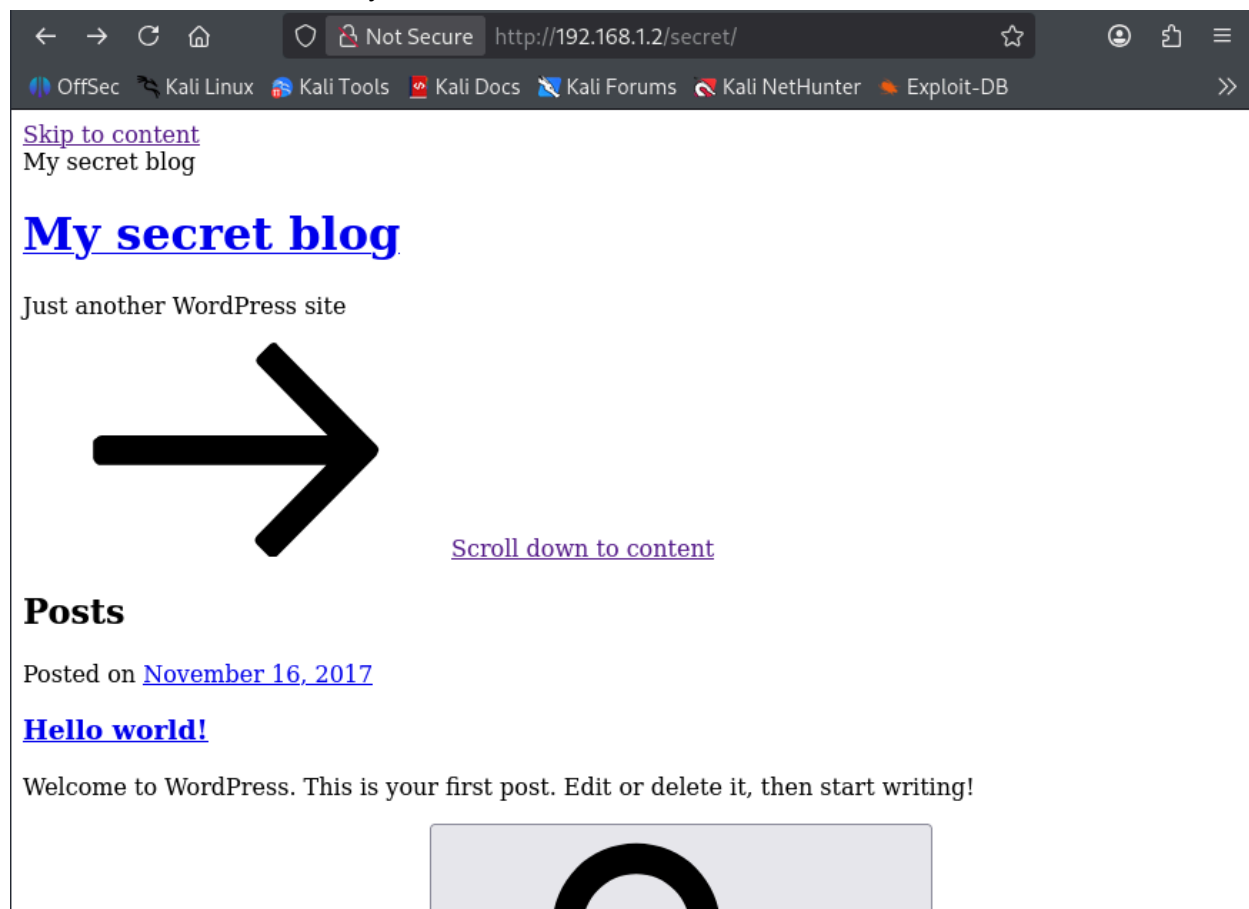 Not Secure http://192.168.1.2/secret/
OffSec Kali Linux Kali Tools Kali Docs Kali Forums Kali NetHunter Exploit-DB
Skip to content
My secret blog
My secret blog
Just another WordPress site
Scroll down to content
Posts
Posted on November 16, 2017
Hello world!
Welcome to WordPress. This is your first post. Edit or delete it, then start writing!